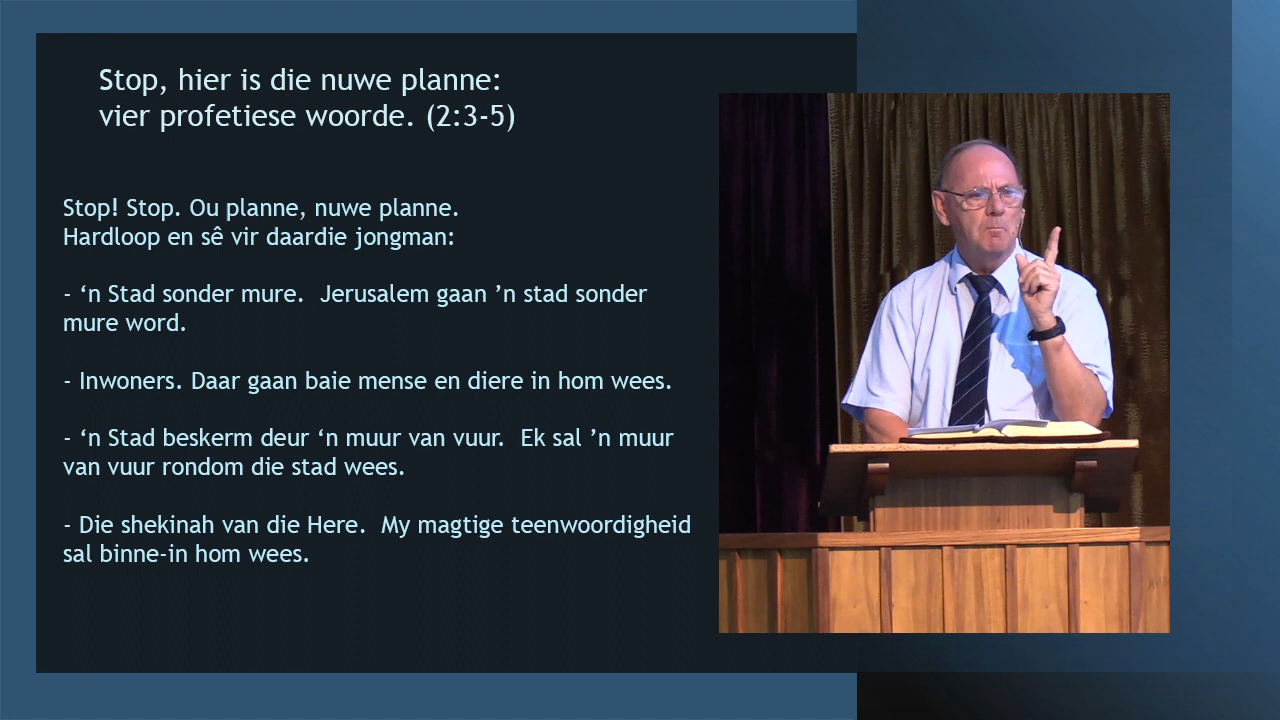 Stop, hier is die nuwe planne:
vier profetiese woorde. (2:3-5)
Stop! Stop. Ou planne, nuwe planne.
Hardloop en sê vir daardie jongman:
- ‘n Stad sonder mure.  Jerusalem gaan ’n stad sonder
mure word.
- Inwoners. Daar gaan baie mense en diere in hom wees.
- ‘n Stad beskerm deur ‘n muur van vuur.  Ek sal ’n muur
van vuur rondom die stad wees.
- Die shekinah van die Here.  My magtige teenwoordigheid
sal binne-in hom wees.